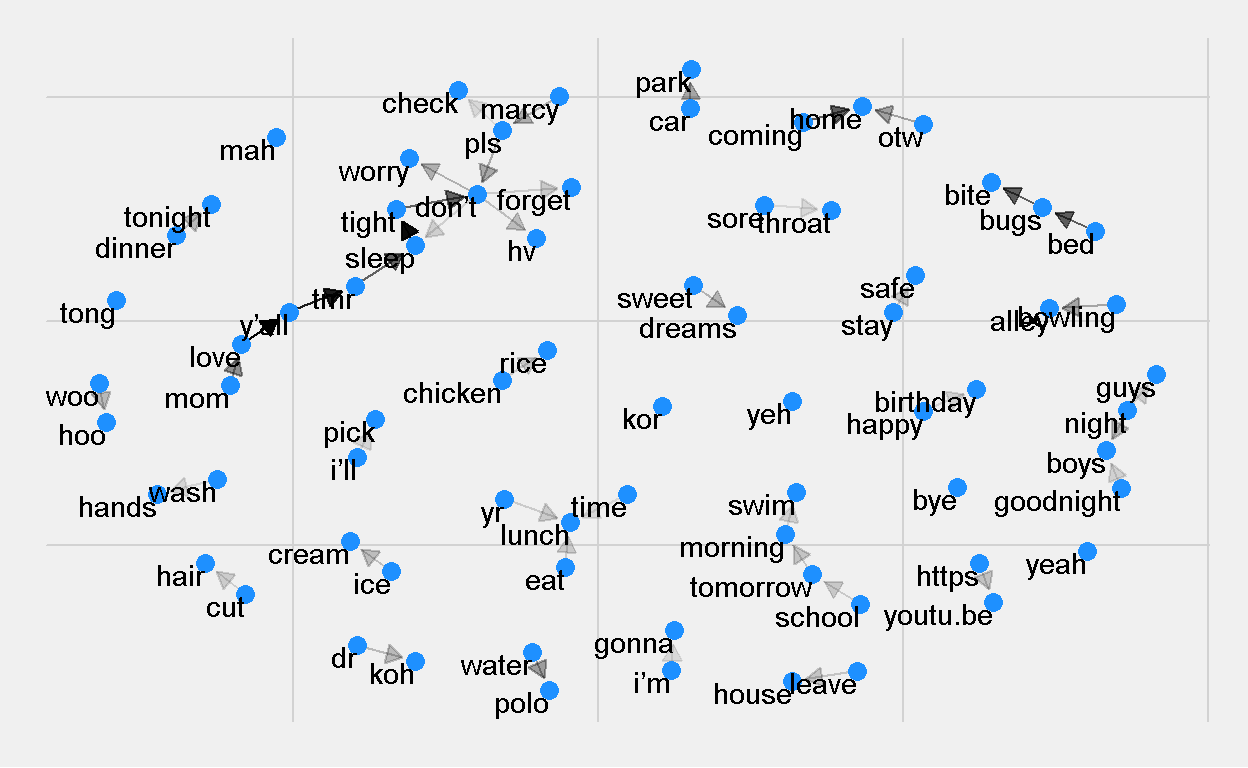 park
check
marcy
car
home
coming
otw
mah
pls
worry
bite
forget
don't
tonight
tight
sore
throat
bugs
dinner
hv
bed
sleep
safe
sweet
tmr
tong
y'all
dreams
stay
alley
bowling
love
rice
woo
mom
chicken
guys
birthday
kor
yeh
happy
night
hoo
pick
i'll
boys
wash
hands
yr
time
swim
bye
goodnight
lunch
cream
morning
hair
ice
eat
https
yeah
cut
tomorrow
school
youtu.be
gonna
dr
koh
water
i'm
house
leave
polo